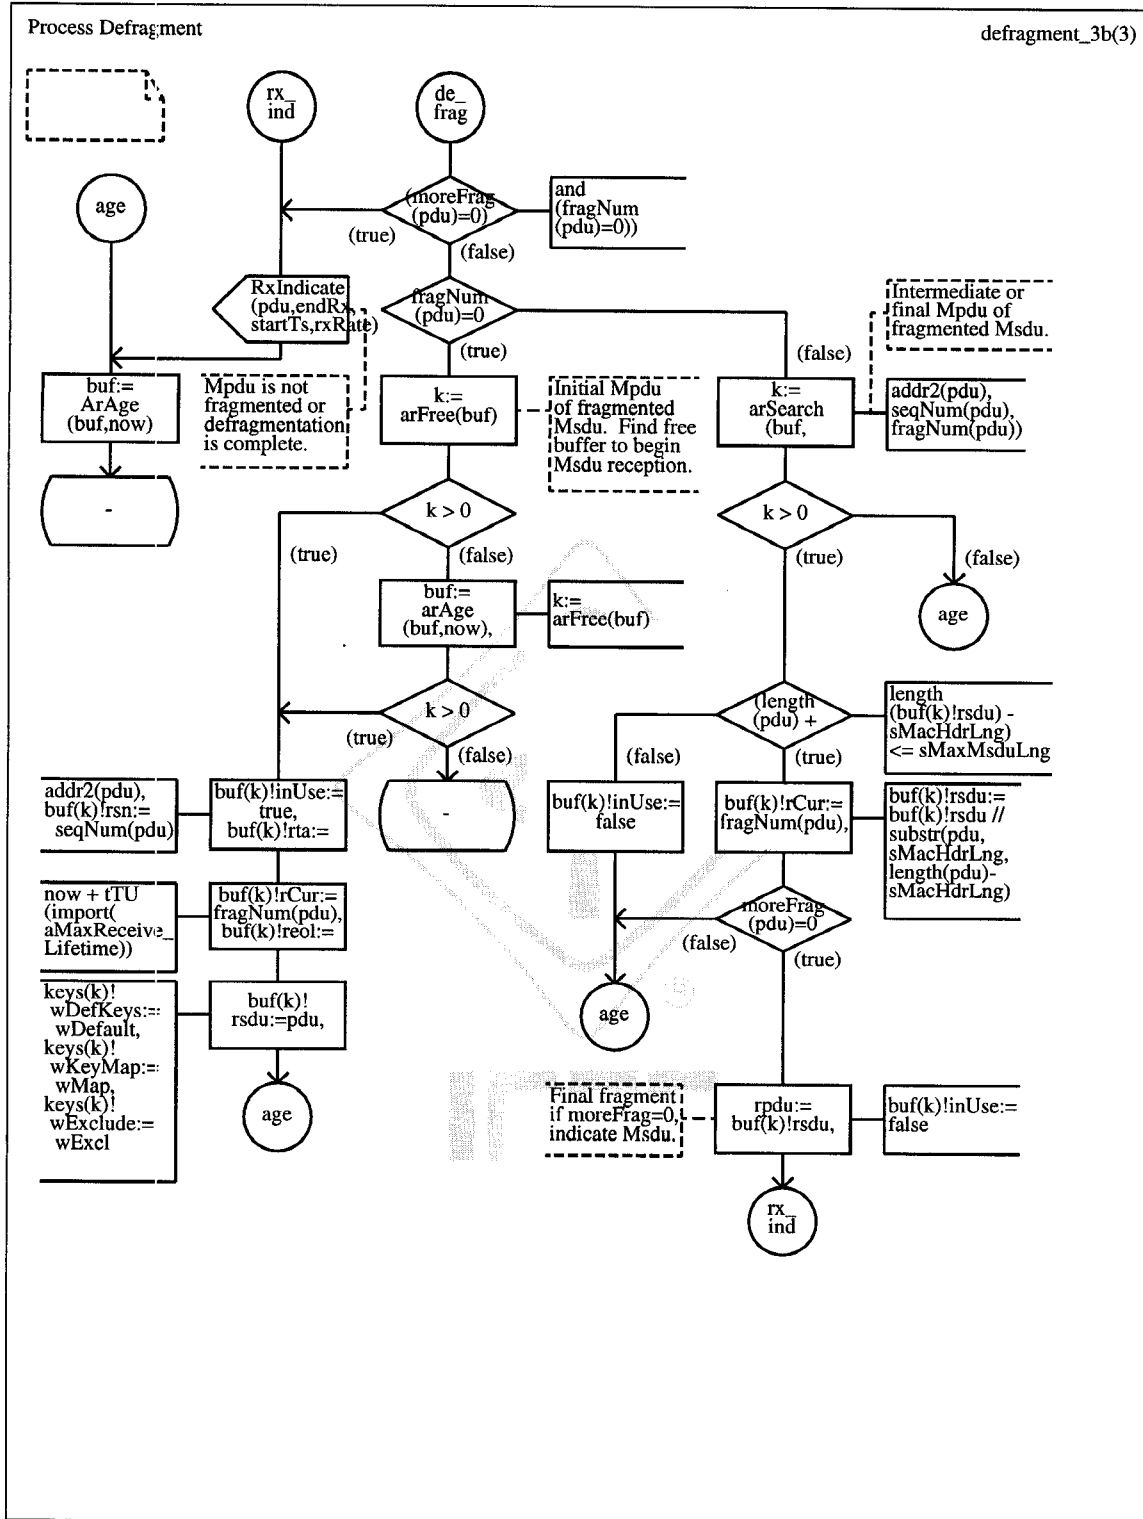 Process Defragment
defragment_3b(3)
rx_
ind
de_
frag
age
(moreFrag
(pdu)=0)
and
(fragNum
(pdu)=0))
(true)
(false)
RxIndicate
(pdu,endRx,
startTs,rxRate)
fragNum
(pdu)=0
Intermediate or
final Mpdu of
fragmented Msdu.
(true)
(false)
buf:=
ArAge
(buf,now)
Mpdu is not
fragmented or
defragmentation
is complete.
k:=
arFree(buf)
Initial Mpdu
of fragmented
Msdu. Find free
buffer to begin
Msdu reception.
k:=
arSearch
(buf,
addr2(pdu),
seqNum(pdu),
fragNum(pdu))
-
k > 0
k > 0
(true)
(false)
(true)
(false)
buf:=
arAge
(buf,now),
k:=
arFree(buf)
age
k > 0
(true)
(false)
(length
(pdu) +
length
(buf(k)!rsdu) -
sMacHdrLng)
<= sMaxMsduLng
(false)
(true)
addr2(pdu),
buf(k)!rsn:=
seqNum(pdu)
buf(k)!inUse:=
true,
buf(k)!rta:=
-
buf(k)!inUse:=
false
buf(k)!rCur:=
fragNum(pdu),
buf(k)!rsdu:=
buf(k)!rsdu //
substr(pdu,
sMacHdrLng,
length(pdu)-
sMacHdrLng)
now + tTU
(import(
aMaxReceive_
Lifetime))
buf(k)!rCur:=
fragNum(pdu),
buf(k)!reol:=
moreFrag
(pdu)=0
(false)
(true)
keys(k)!
wDefKeys:=
wDefault,
keys(k)!
wKeyMap:=
wMap,
keys(k)!
wExclude:=
wExcl
buf(k)!
rsdu:=pdu,
age
age
Final fragment
if moreFrag=0,
indicate Msdu.
rpdu:=
buf(k)!rsdu,
buf(k)!inUse:=
false
rx_
ind